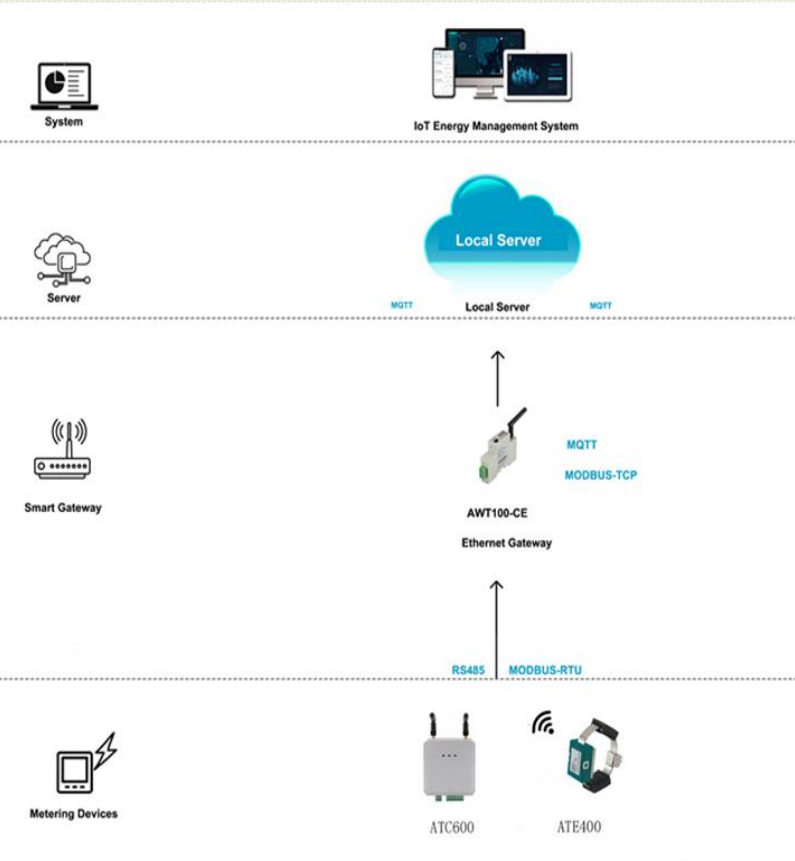 System
IoT Energy Management System
Local Server
Server
MQTT
Local Server
MQTT
MQTT
MODBUS-TCP
Smart Gateway
AWT100-CE
Ethernet Gateway
RS485
MODBUS-RTU
Metering Devices
ATC600
ATE400